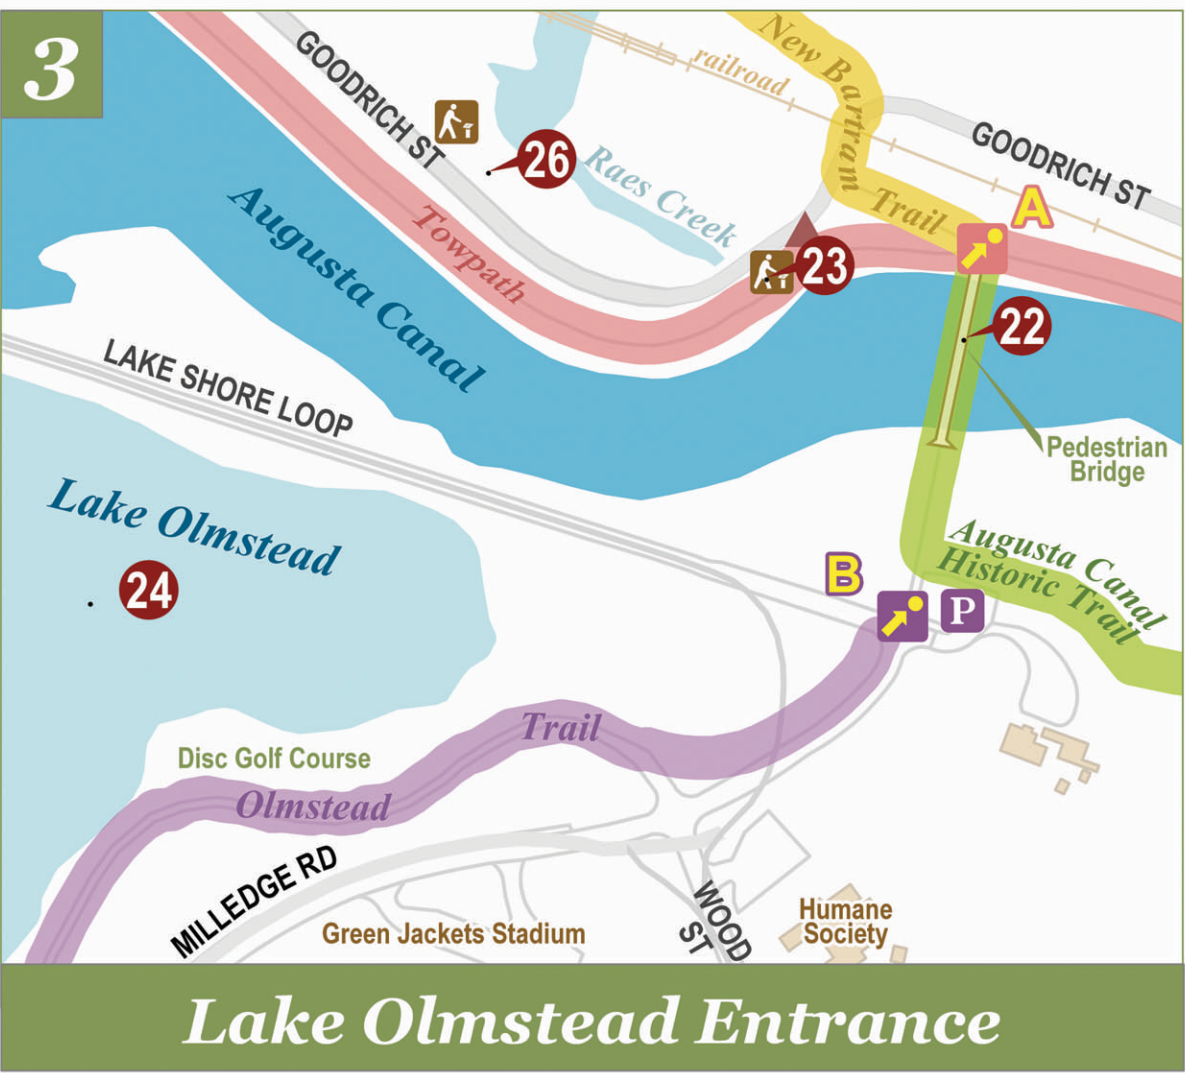 3
GOODRICH ST
26
Raes Creek
railroad
New Bartram
Trail
GOODRICH ST
A
23
22
Towpath
Augusta Canal
LAKE SHORE LOOP
Pedestrian
Bridge
Lake Olmstead
24
B
P
Augusta Canal
Historic Trail
Disc Golf Course
Olmstead
Trail
MILLEDGE RD
Green Jackets Stadium
WOOD
ST
Humane
Society
Lake Olmstead Entrance